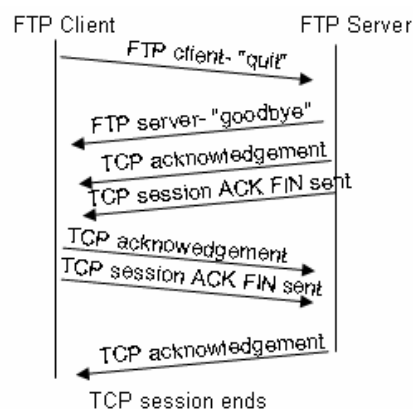 FTP Client
FTP Server
FTP client- "quit"
FTP server- "goodbye"
TCP acknowledgement
TCP session ACK FIN sent
TCP acknowedgement
TCP session ACK FIN sent
TCP acknowledgement
TCP session ends